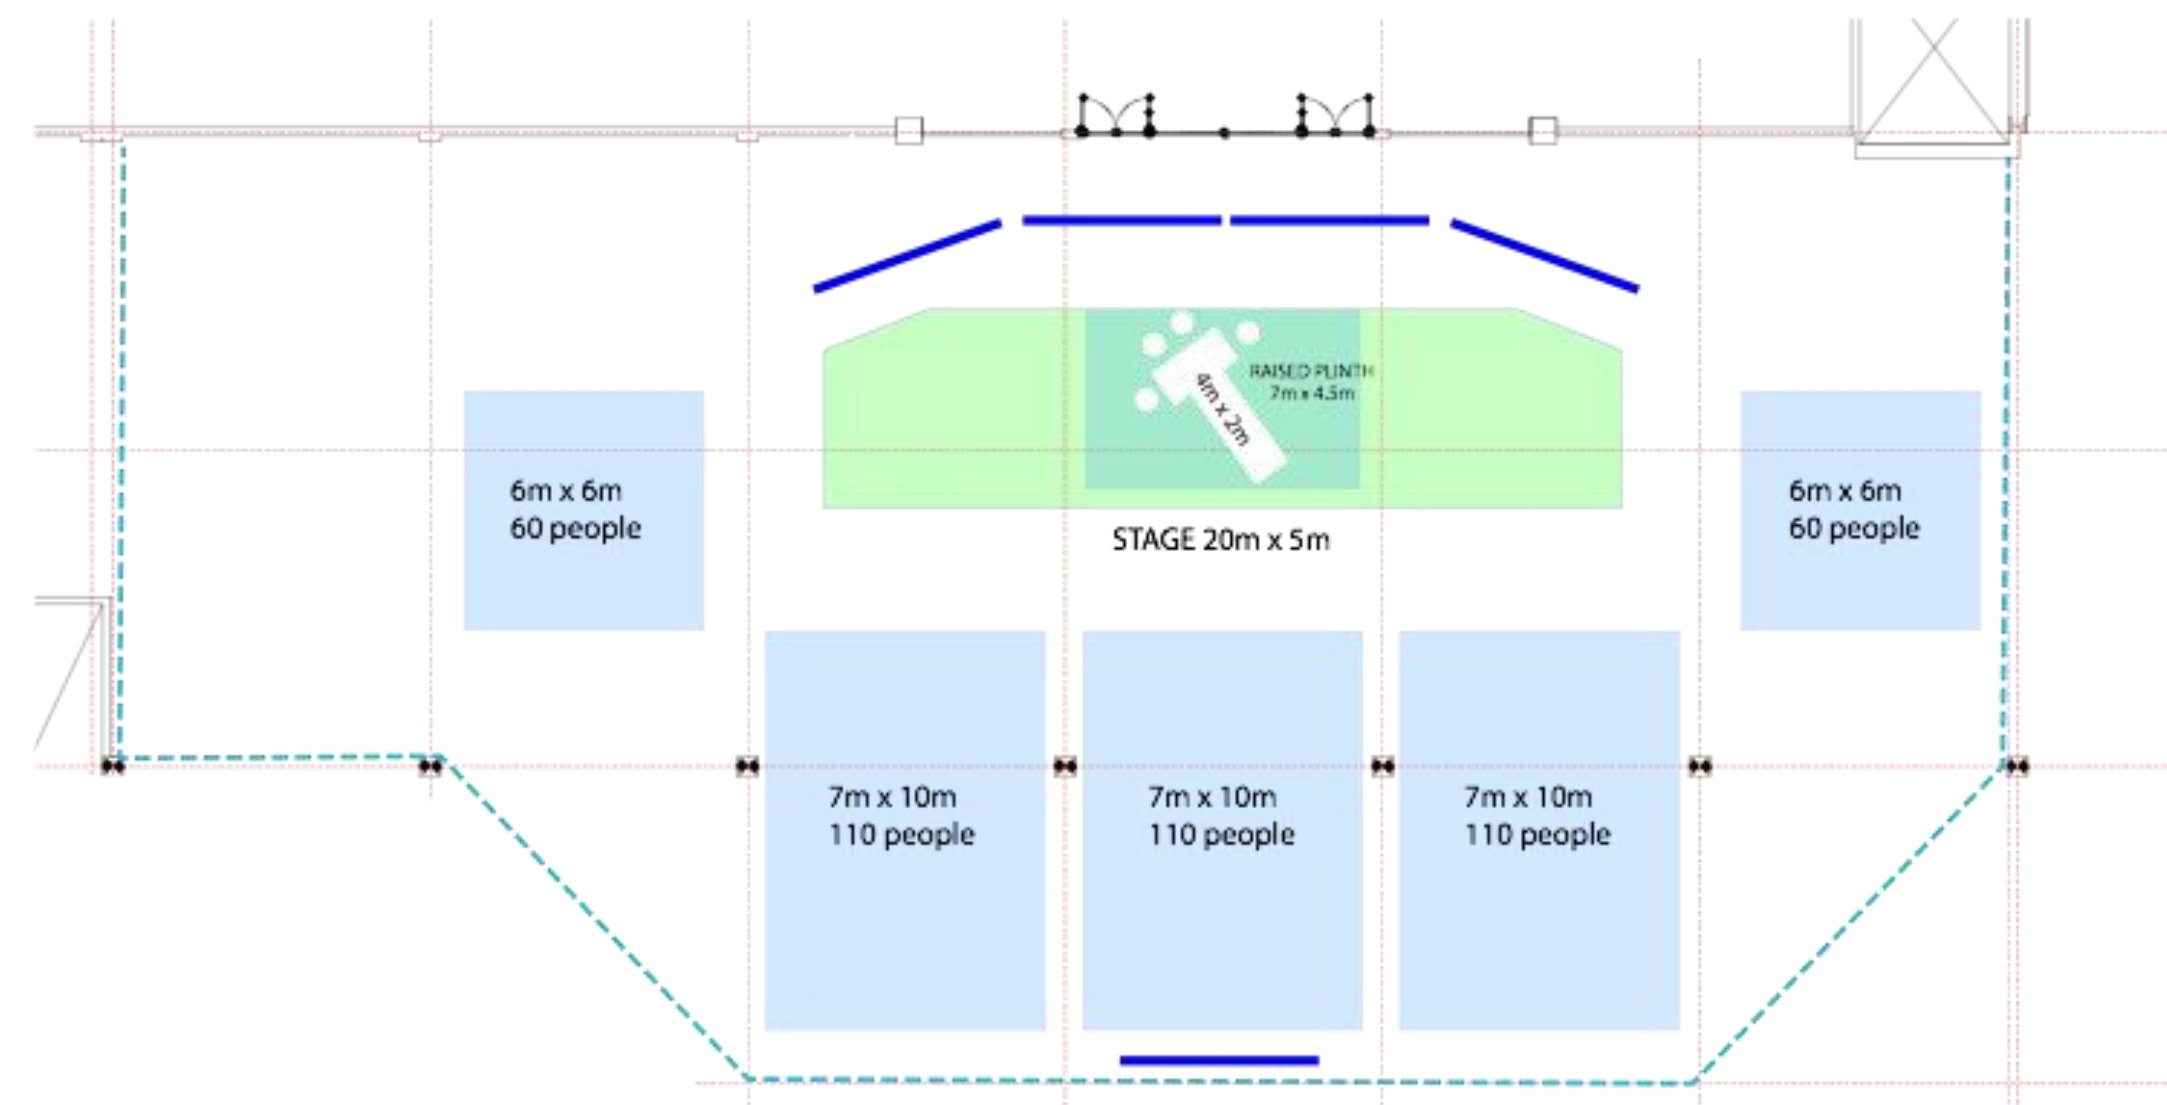 RAISED PLINTH
7m x 4.5m
4m x 2m
6m x 6m
60 people
6m x 6m
60 people
STAGE 20m x 5m
7m x 10m
110 people
7m x 10m
110 people
7m x 10m
110 people